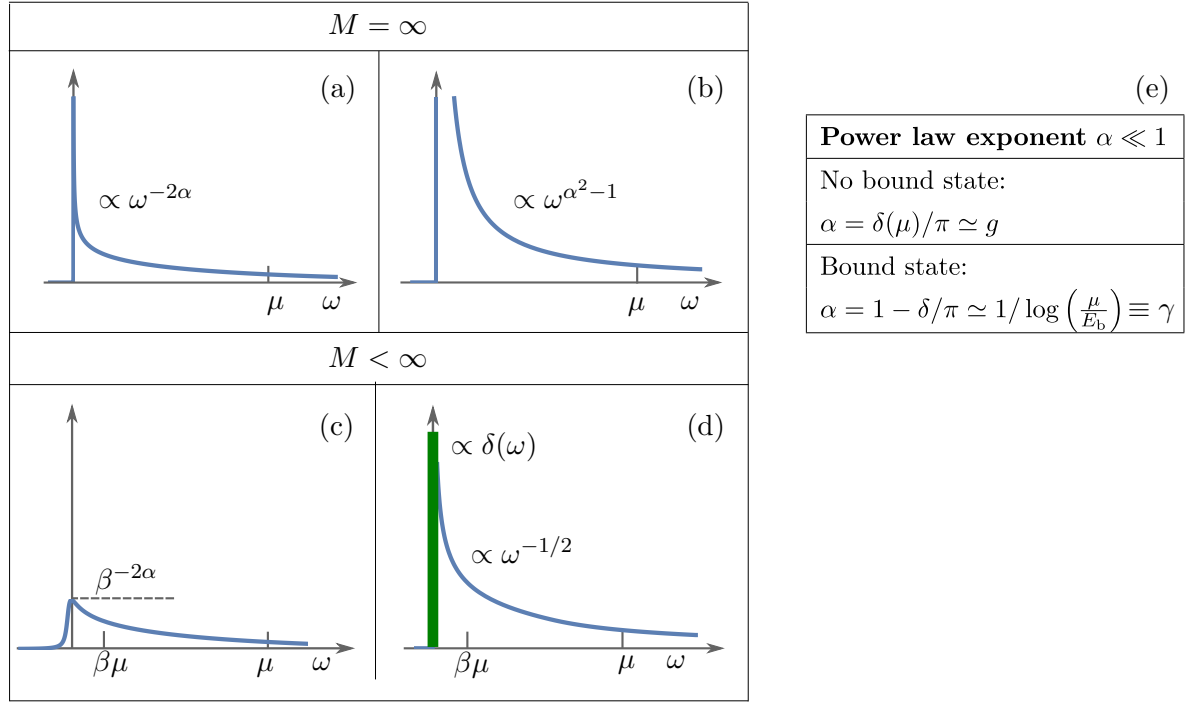 M = ∞
(a)
∝ ω^{−2α}
μ ω
(b)
∝ ω^{α²−1}
μ ω
M < ∞
(c)
β^{−2α}
βμ μ ω
(d)
∝ δ(ω)
∝ ω^{−1/2}
βμ μ ω
(e)
Power law exponent α ≪ 1
No bound state:
α = δ(μ)/π ≃ g
Bound state:
α = 1 − δ/π ≃ 1/ log (μ/E_b) ≡ γ